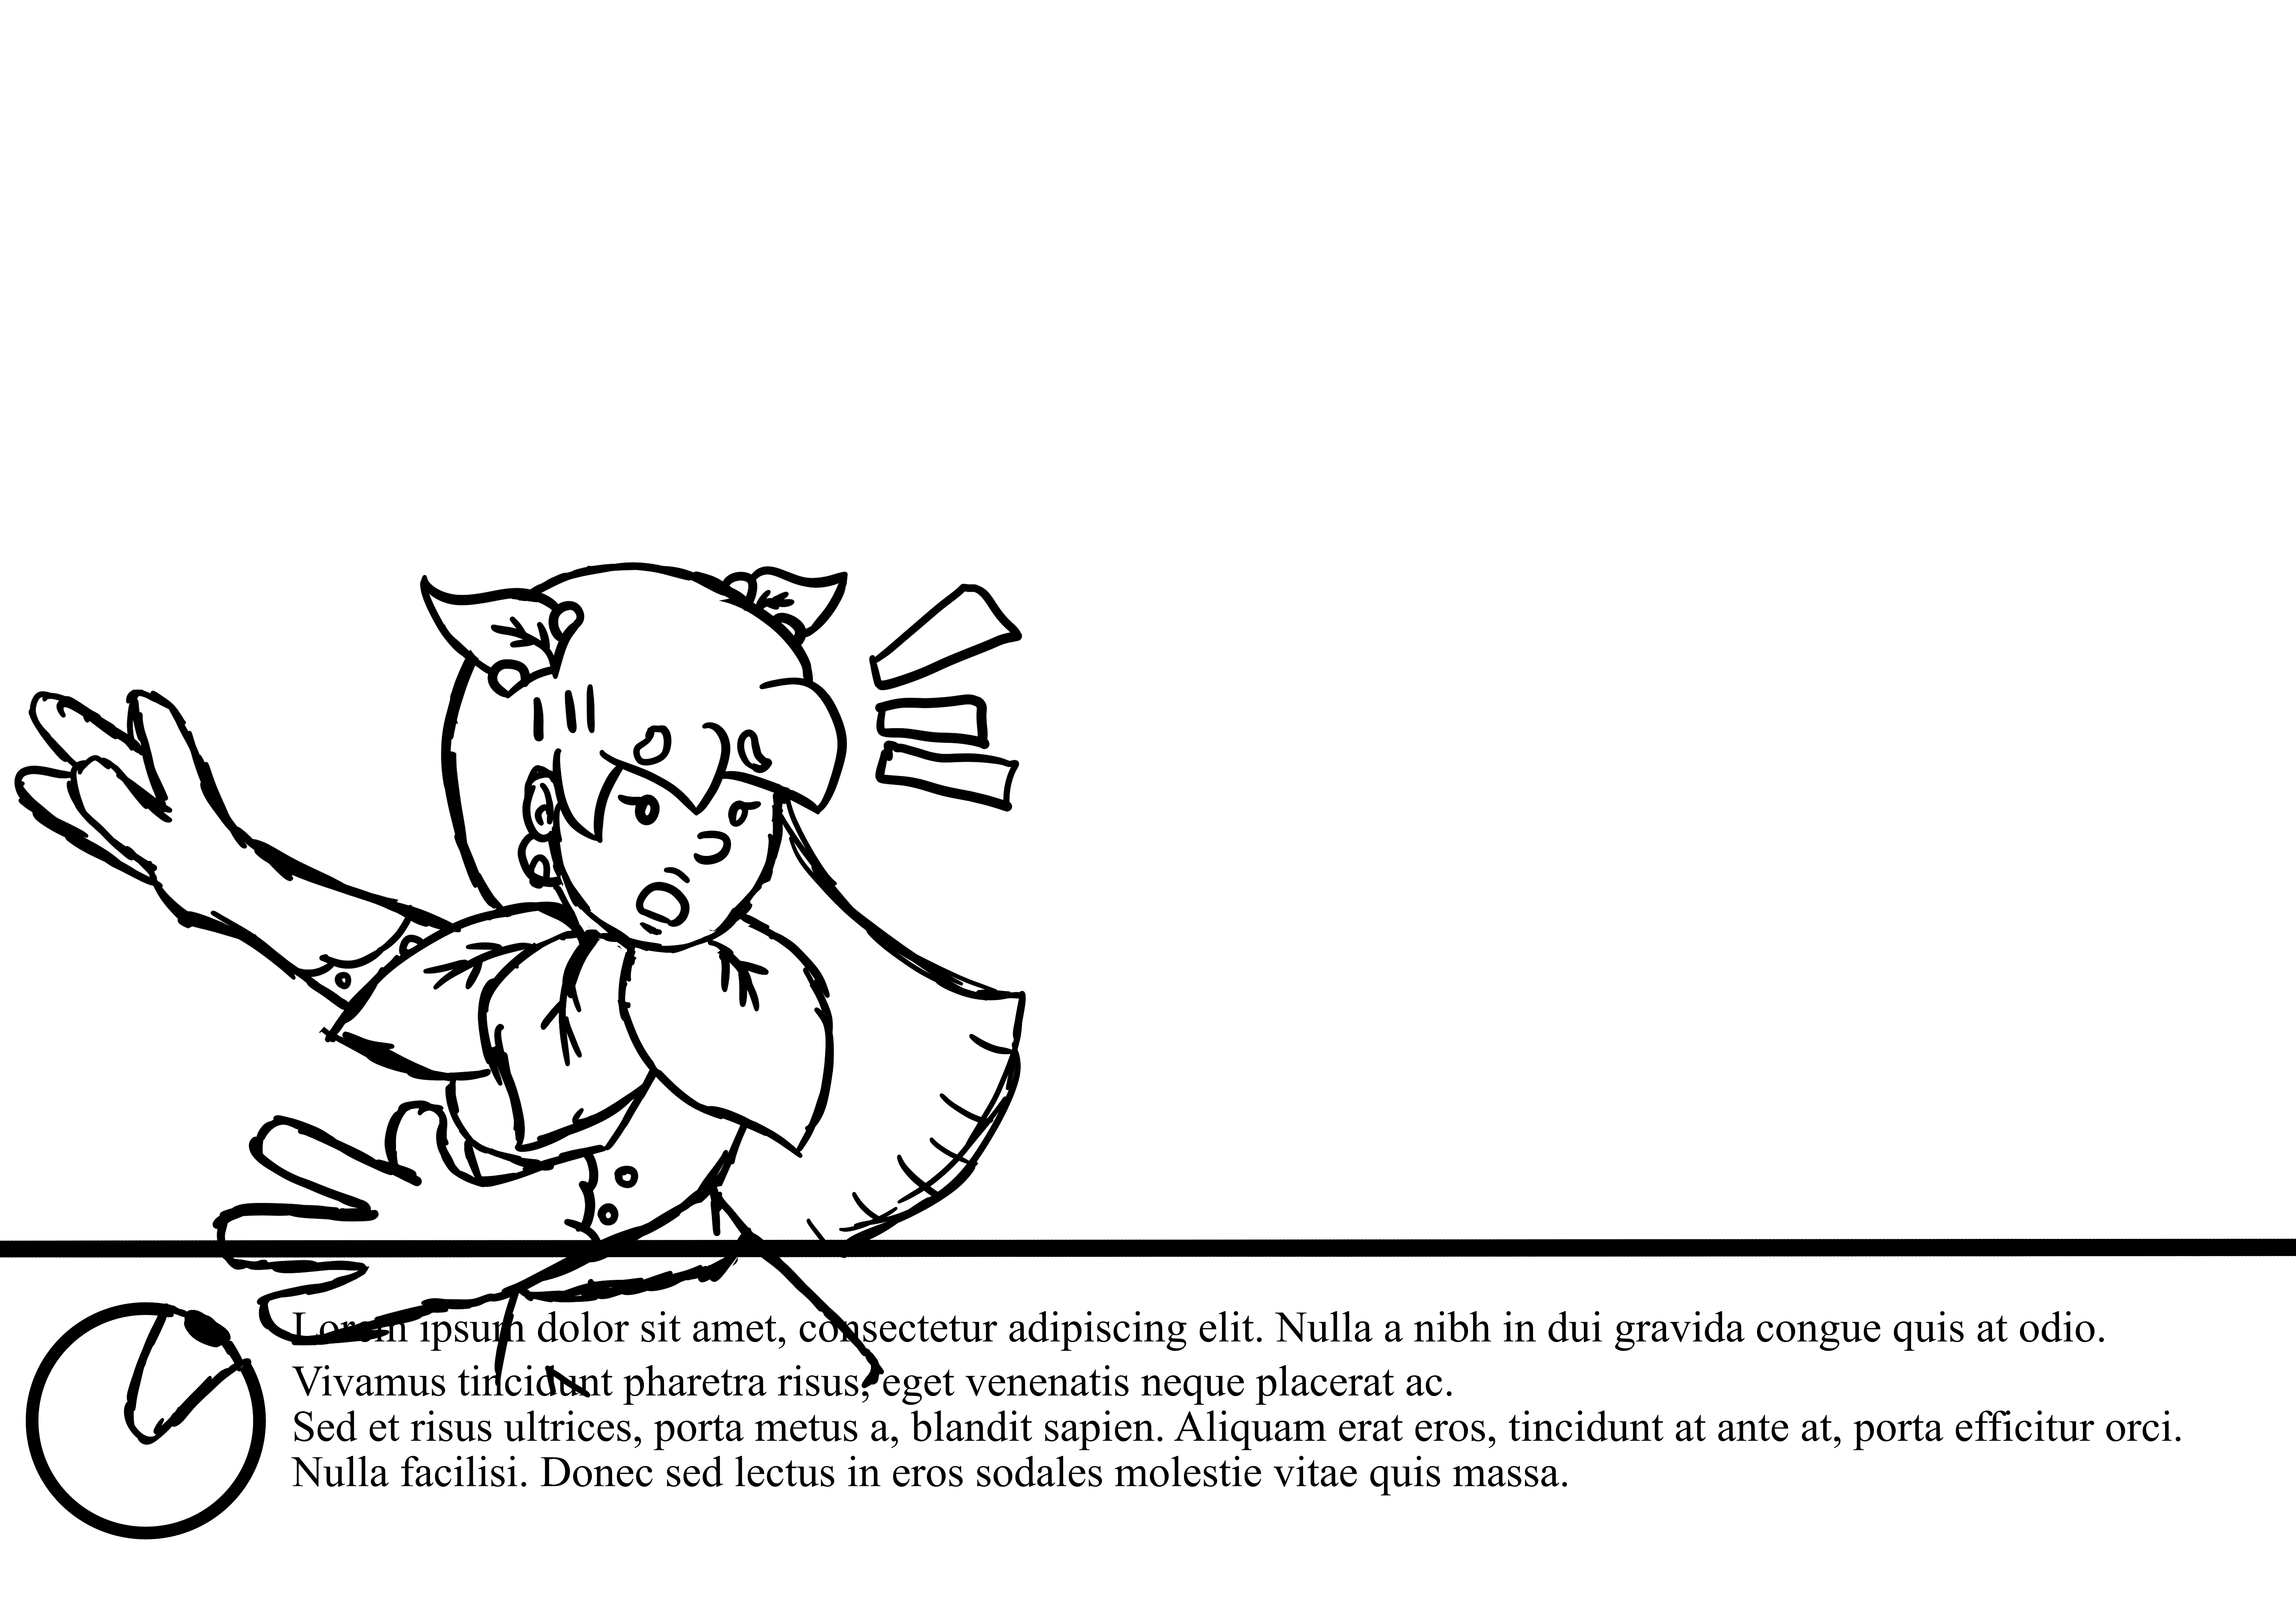 Lorem ipsum dolor sit amet, consectetur adipiscing elit. Nulla a nibh in dui gravida congue quis at odio.
Vivamus tincidunt pharetra risus, eget venenatis neque placerat ac.
Sed et risus ultrices, porta metus a, blandit sapien. Aliquam erat eros, tincidunt at ante at, porta efficitur orci.
Nulla facilisi. Donec sed lectus in eros sodales molestie vitae quis massa.